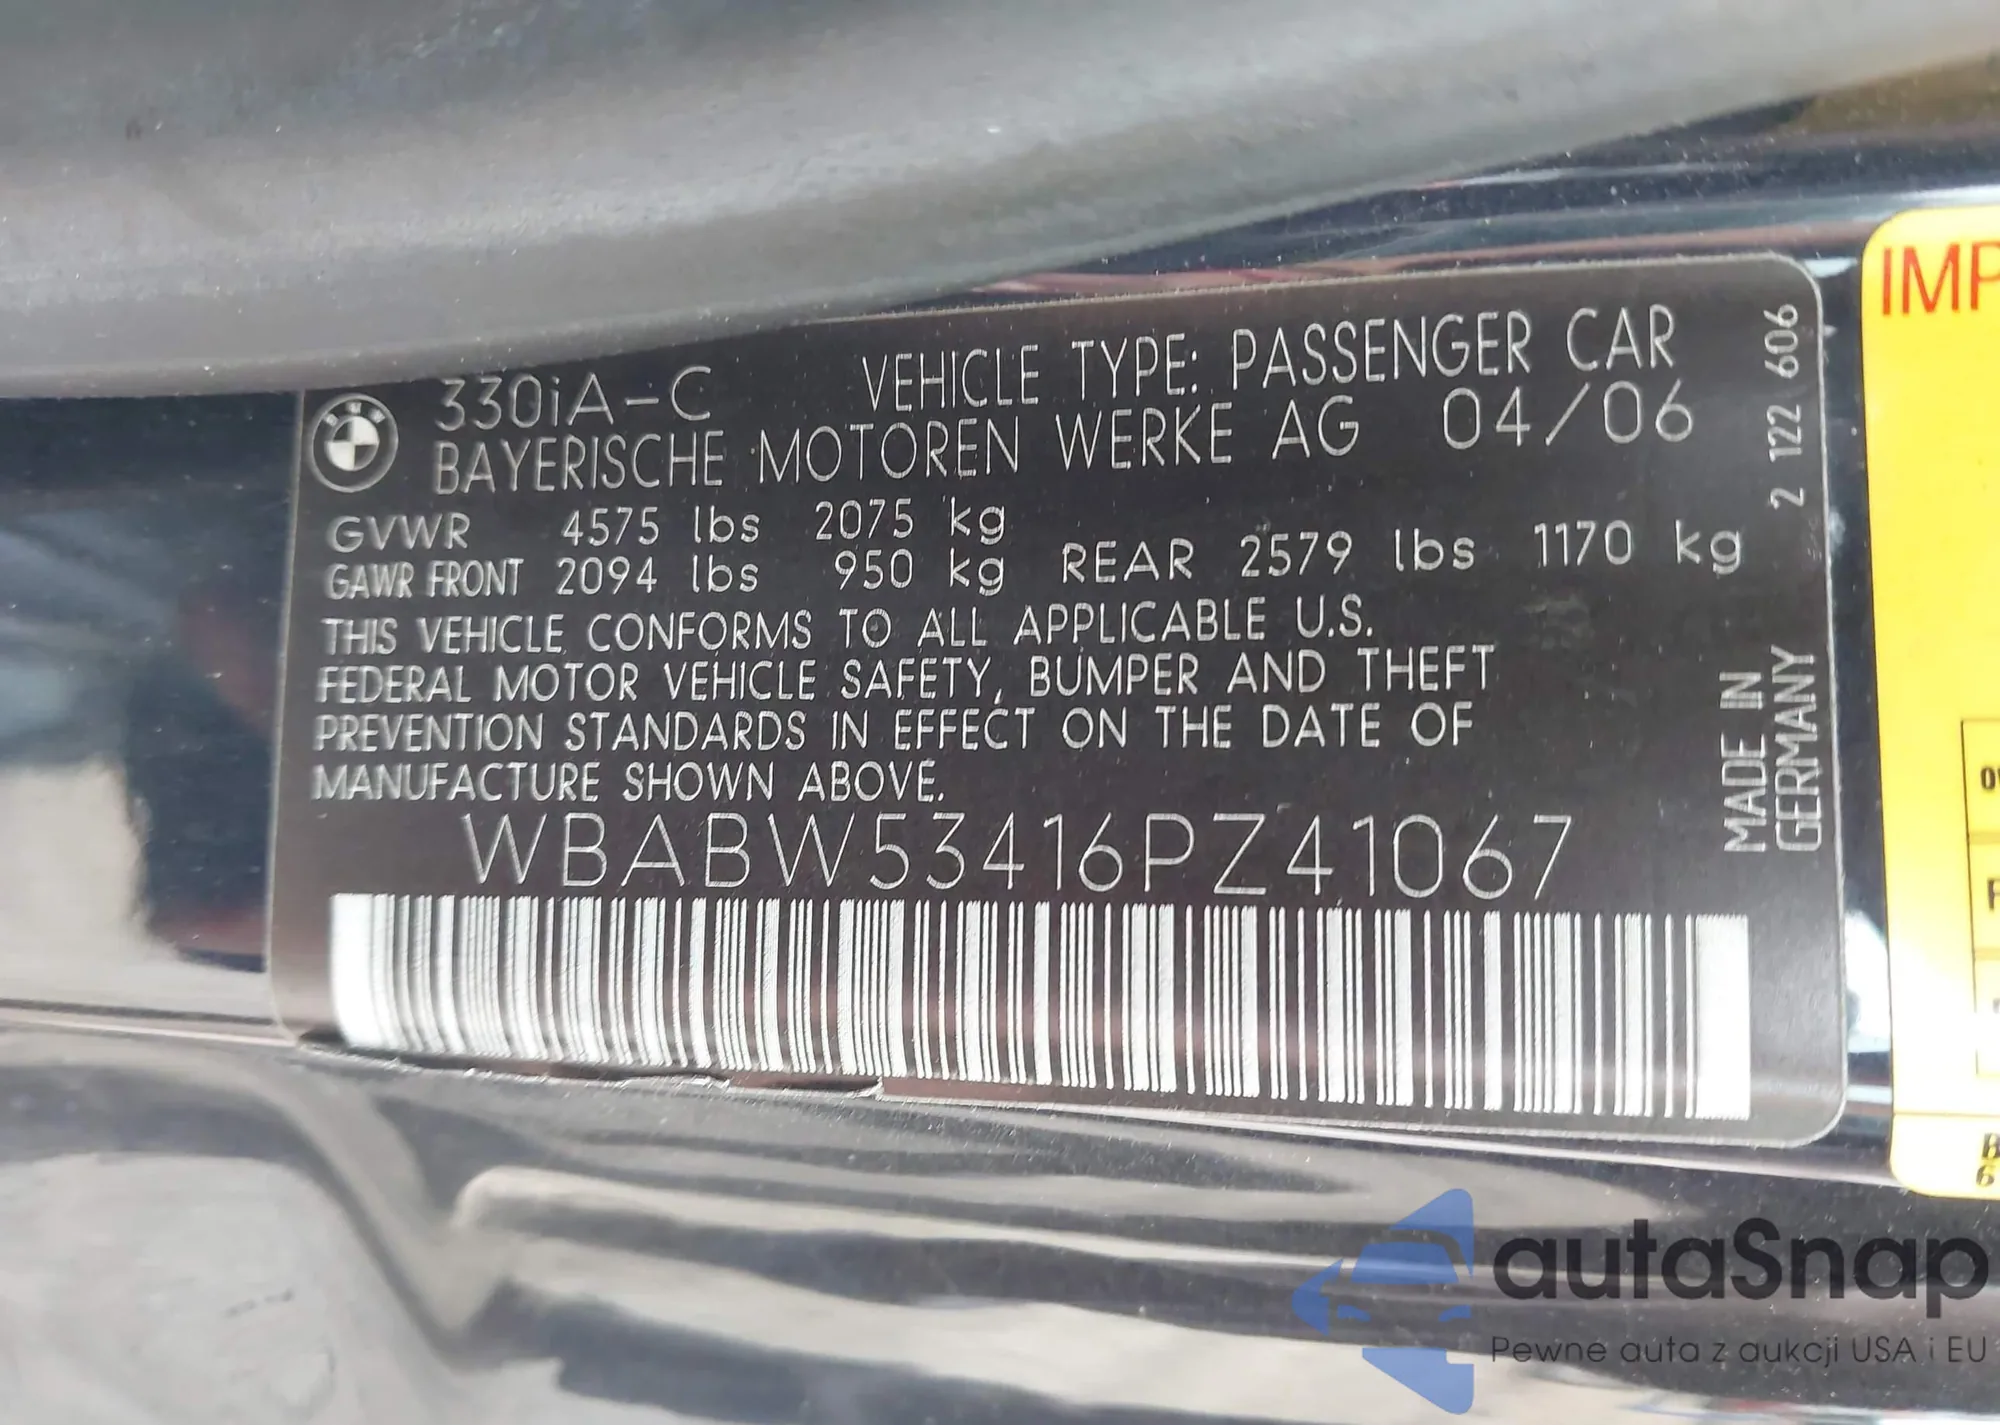 BMW
330iA-C VEHICLE TYPE: PASSENGER CAR
BAYERISCHE MOTOREN WERKE AG 04/06
GVWR 4575 lbs 2075 kg
GAWR FRONT 2094 lbs 950 kg REAR 2579 lbs 1170 kg
THIS VEHICLE CONFORMS TO ALL APPLICABLE U.S.
FEDERAL MOTOR VEHICLE SAFETY, BUMPER AND THEFT
PREVENTION STANDARDS IN EFFECT ON THE DATE OF
MANUFACTURE SHOWN ABOVE.
WBABW53416PZ41067
2 122 606
MADE IN
GERMANY
IMP
autaSnap
Pewne auta z aukcji USA i EU